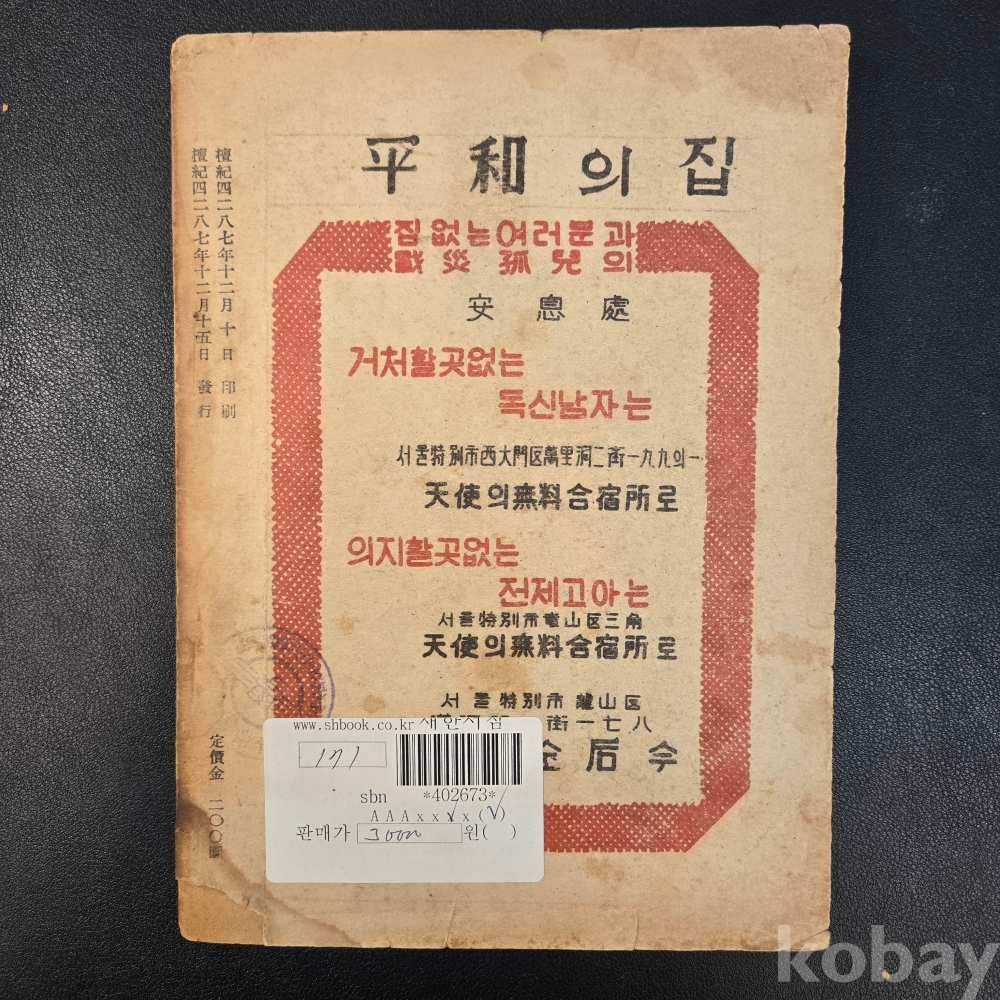 平和의 집
집없는여러분과
戰災孤兒의
安息處
거처할곳없는
독신남자는
서울特別市西大門区萬里洞二街一九九의一
天使의無料合宿所로
의지할곳없는
전제고아는
서울特別市龍山区三角
天使의無料合宿所로
서울特別市龍山区
街一七八
后수
檀紀四二八七年十二月十日 印刷
檀紀四二八七年十二月十五日 發行
定價金 二〇〇圜
www.shbook.co.kr 새한서점
171
sbn *402673*
AAAxxxx(√)
판매가 30000 원( )
kobay